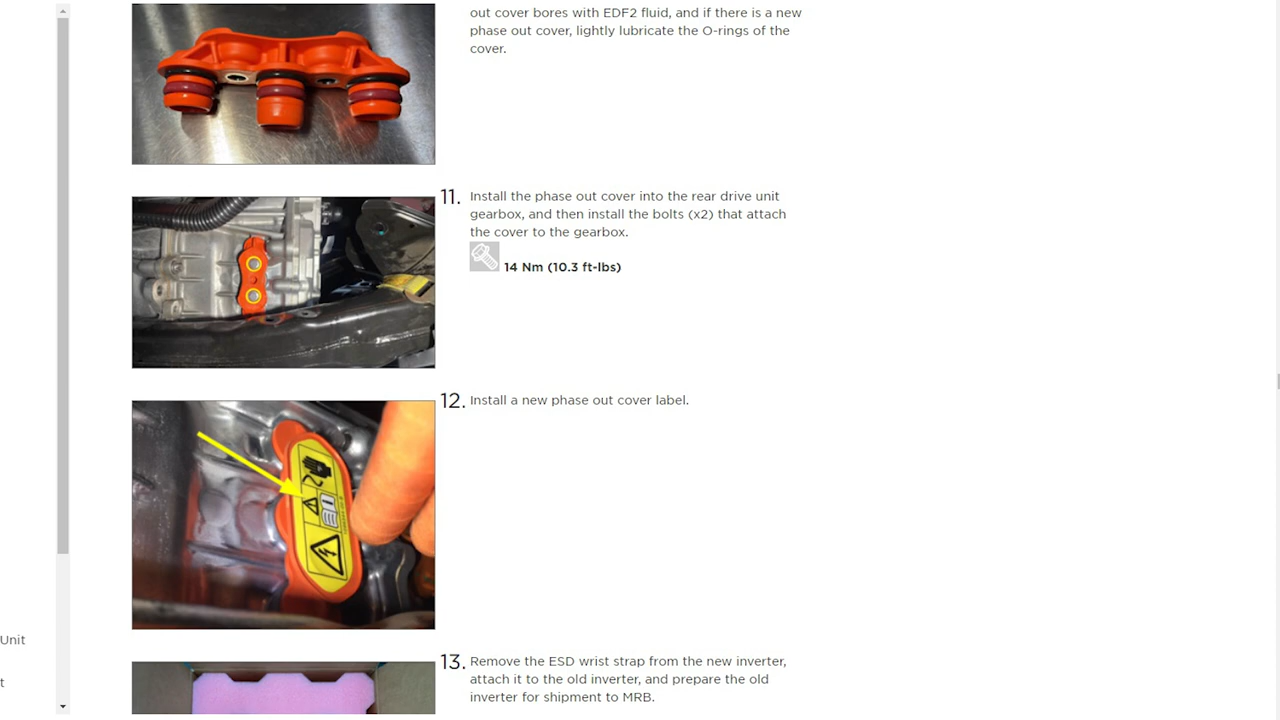 out cover bores with EDF2 fluid, and if there is a new
phase out cover, lightly lubricate the O-rings of the
cover.
11. Install the phase out cover into the rear drive unit
gearbox, and then install the bolts (x2) that attach
the cover to the gearbox.
14 Nm (10.3 ft-lbs)
12. Install a new phase out cover label.
Unit
t
13. Remove the ESD wrist strap from the new inverter,
attach it to the old inverter, and prepare the old
inverter for shipment to MRB.